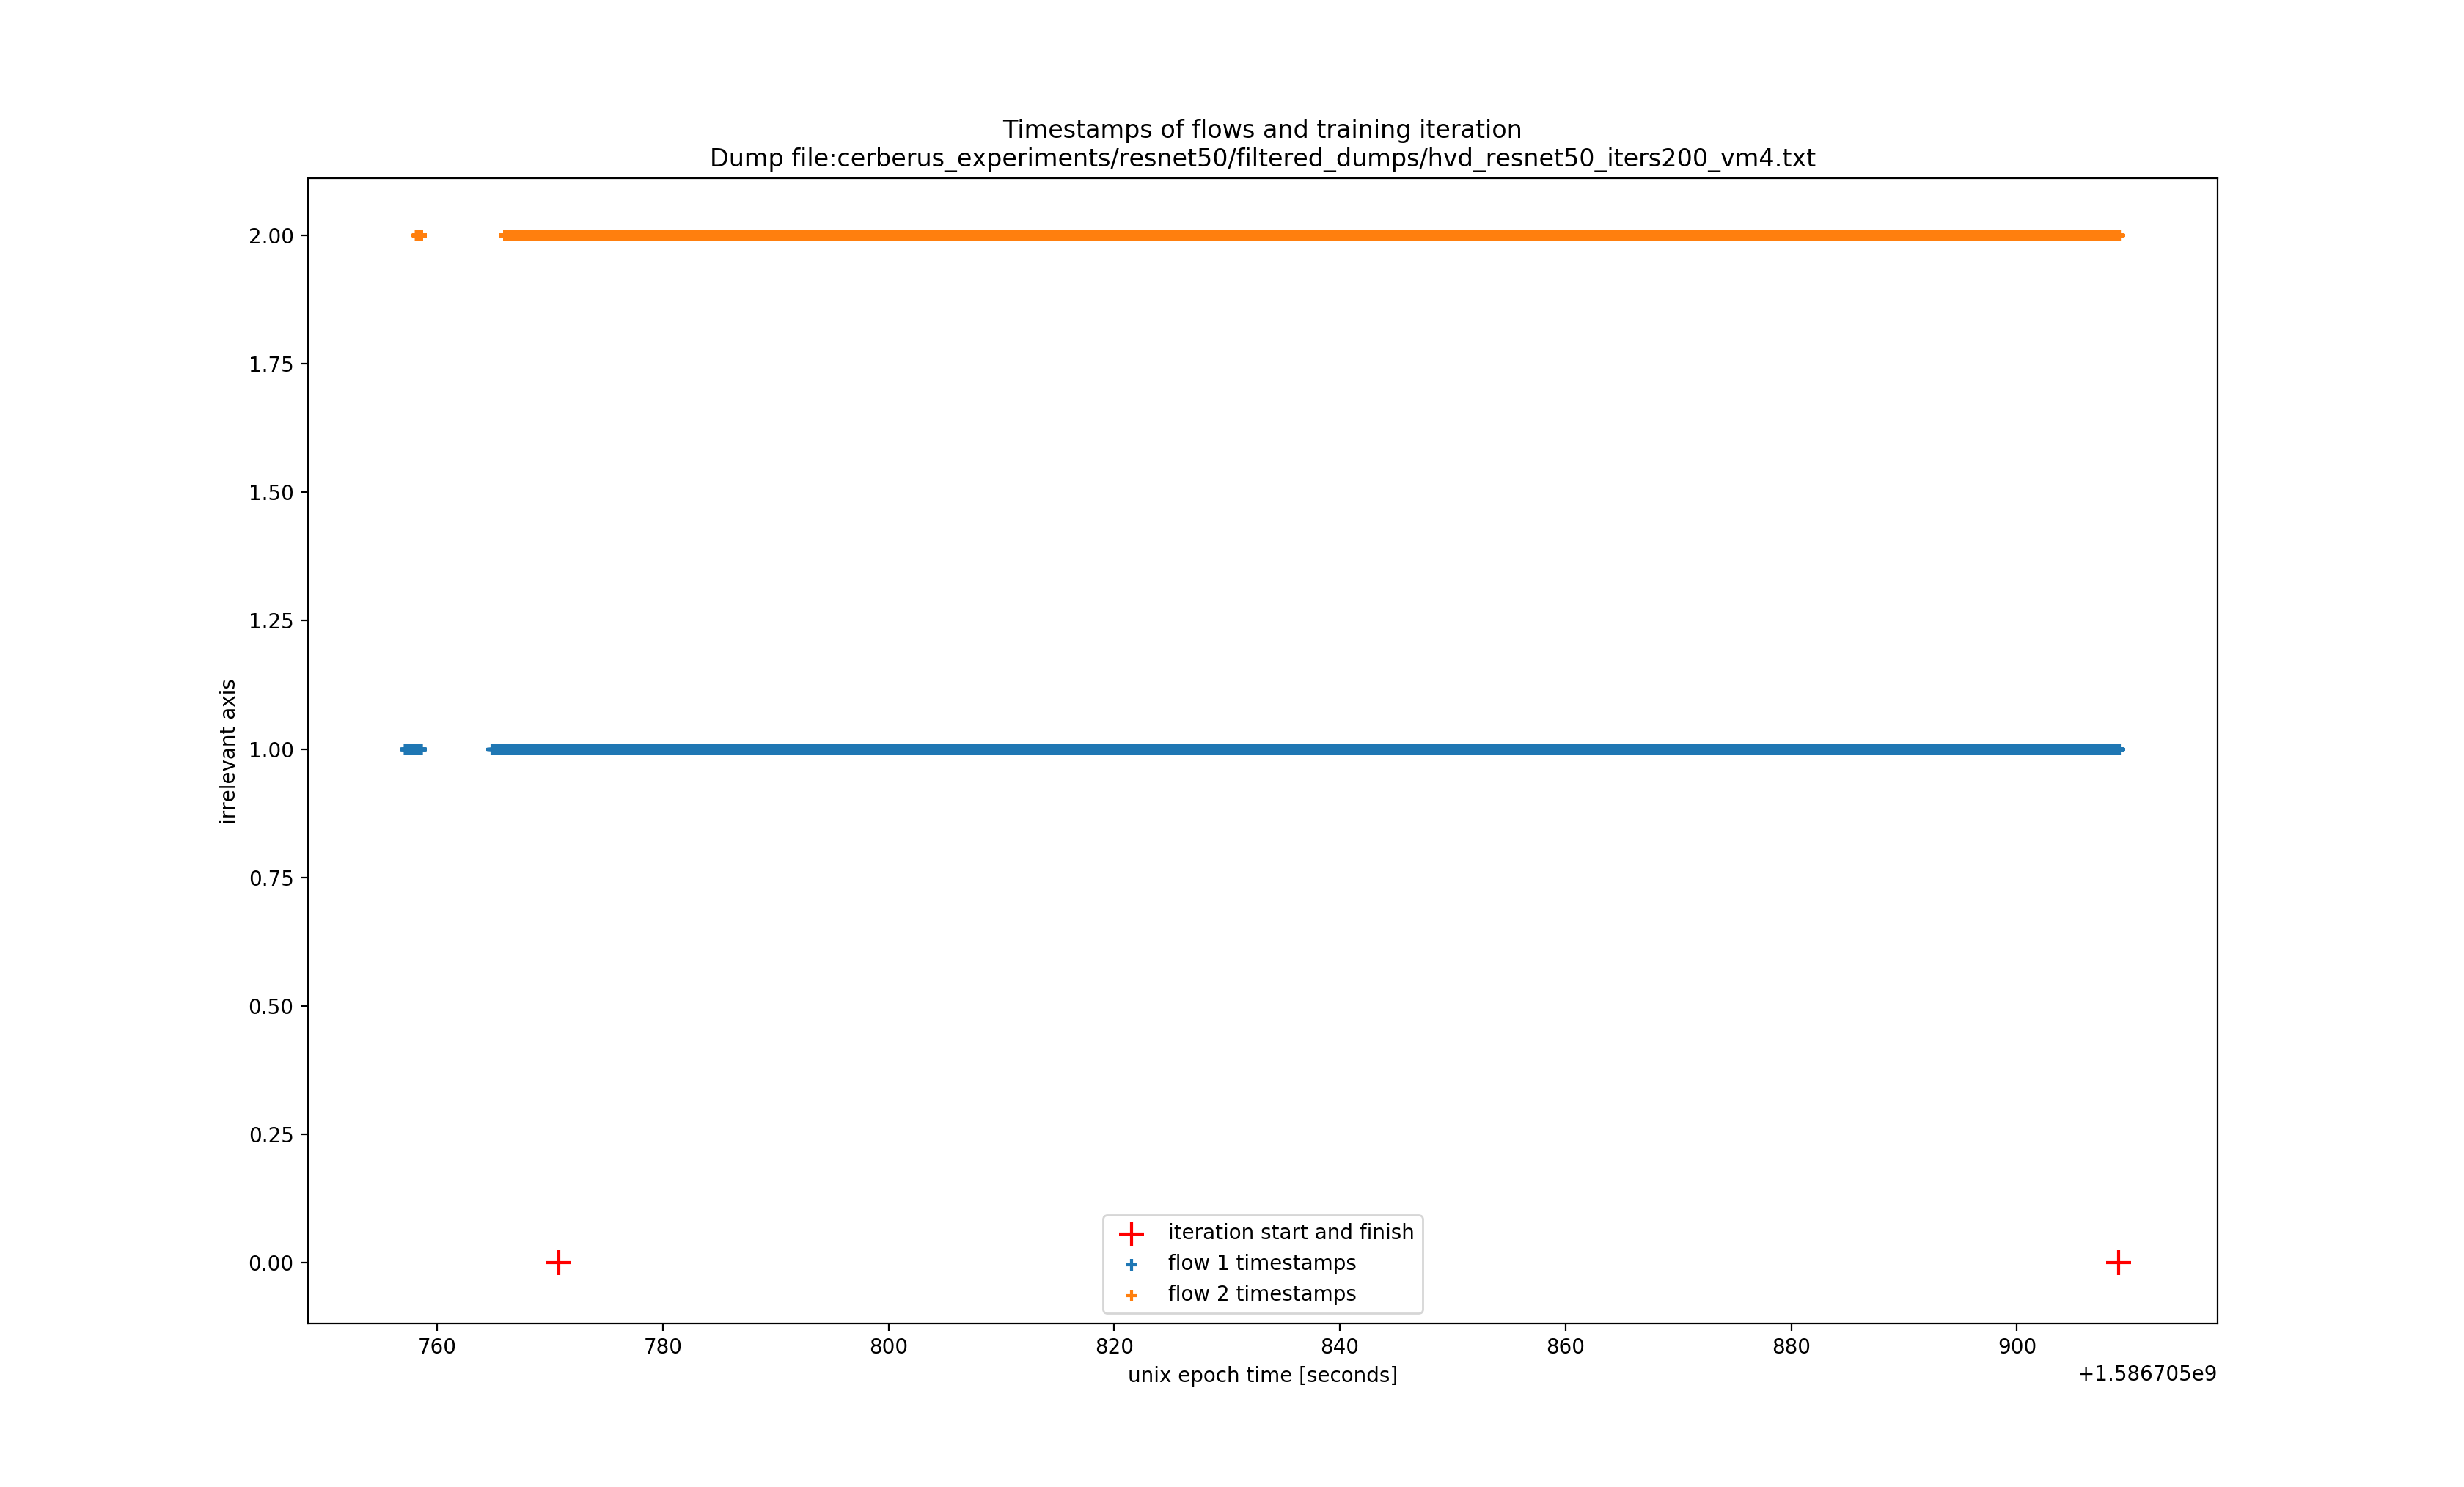 Timestamps of flows and training iteration
Dump file:cerberus_experiments/resnet50/filtered_dumps/hvd_resnet50_iters200_vm4.txt
2.00
1.75
1.50
1.25
1.00
0.75
0.50
0.25
0.00
irrelevant axis
iteration start and finish
flow 1 timestamps
flow 2 timestamps
760 780 800 820 840 860 880 900
unix epoch time [seconds]
+1.586705e9